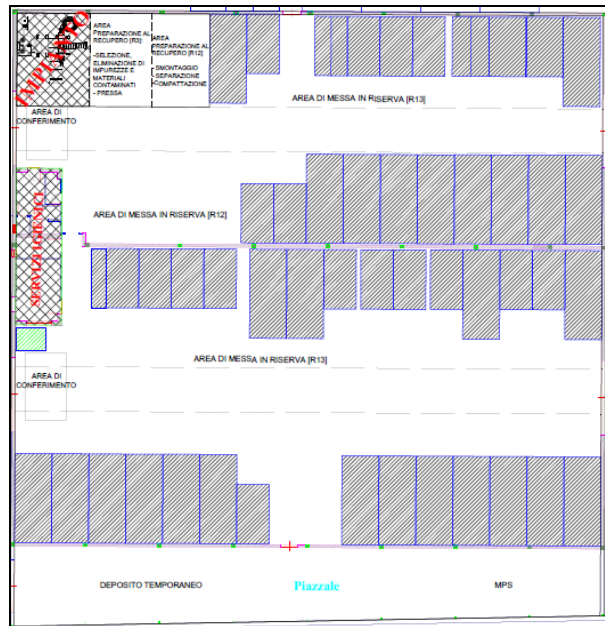 IMPIANTO
AREA
PREPARAZIONE AL
RECUPERO [R3]:
-SELEZIONE,
ELIMINAZIONE DI
IMPUREZZE E
MATERIALI
CONTAMINATI
- PRESSA
AREA
PREPARAZIONE AL
RECUPERO [R12]
- SMONTAGGIO
- SEPARAZIONE
-COMPATTAZIONE
AREA DI MESSA IN RISERVA [R13]
AREA DI
CONFERIMENTO
SERVIZI IGIENICI
AREA DI MESSA IN RISERVA [R12]
AREA DI MESSA IN RISERVA [R13]
AREA DI
CONFERIMENTO
DEPOSITO TEMPORANEO
Piazzale
MPS